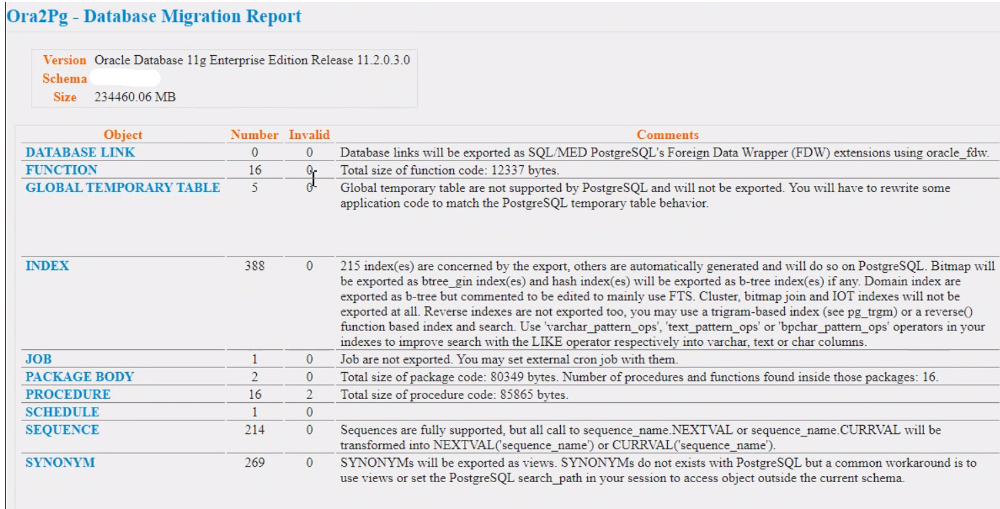 Ora2Pg - Database Migration Report
Version Oracle Database 11g Enterprise Edition Release 11.2.0.3.0
Schema
Size 234460.06 MB
Object Number Invalid Comments
DATABASE LINK 0 0 Database links will be exported as SQL/MED PostgreSQL's Foreign Data Wrapper (FDW) extensions using oracle_fdw.
FUNCTION 16 0 Total size of function code: 12337 bytes.
GLOBAL TEMPORARY TABLE 5 0 Global temporary table are not supported by PostgreSQL and will not be exported. You will have to rewrite some
application code to match the PostgreSQL temporary table behavior.
INDEX 388 0 215 index(es) are concerned by the export, others are automatically generated and will do so on PostgreSQL. Bitmap will
be exported as btree_gin index(es) and hash index(es) will be exported as b-tree index(es) if any. Domain index are
exported as b-tree but commented to be edited to mainly use FTS. Cluster, bitmap join and IOT indexes will not be
exported at all. Reverse indexes are not exported too, you may use a trigram-based index (see pg_trgm) or a reverse()
function based index and search. Use 'varchar_pattern_ops', 'text_pattern_ops' or 'bpchar_pattern_ops' operators in your
indexes to improve search with the LIKE operator respectively into varchar, text or char columns.
JOB 1 0 Job are not exported. You may set external cron job with them.
PACKAGE BODY 2 0 Total size of package code: 80349 bytes. Number of procedures and functions found inside those packages: 16.
PROCEDURE 16 2 Total size of procedure code: 85865 bytes.
SCHEDULE 1 0
SEQUENCE 214 0 Sequences are fully supported, but all call to sequence_name.NEXTVAL or sequence_name.CURRVAL will be
transformed into NEXTVAL('sequence_name') or CURRVAL('sequence_name').
SYNONYM 269 0 SYNONYMs will be exported as views. SYNONYMs do not exists with PostgreSQL but a common workaround is to
use views or set the PostgreSQL search_path in your session to access object outside the current schema.